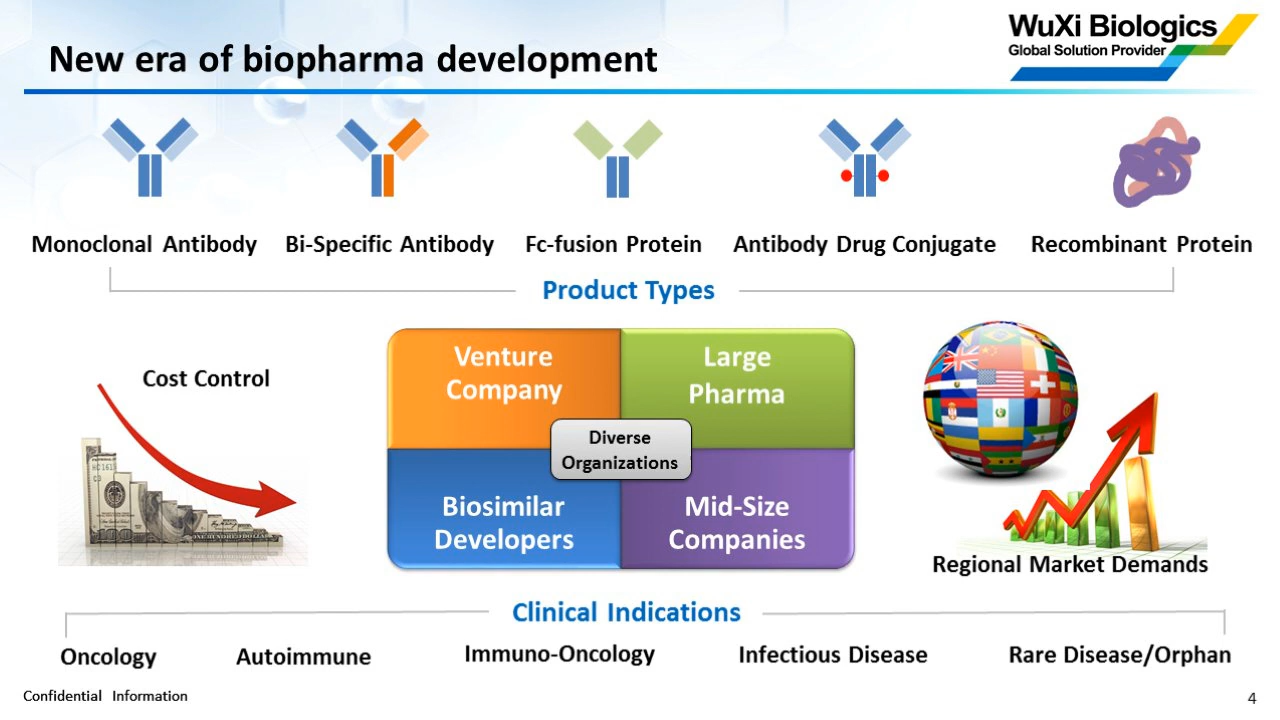 New era of biopharma development
WuXi Biologics
Global Solution Provider
Monoclonal Antibody
Bi-Specific Antibody
Fc-fusion Protein
Antibody Drug Conjugate
Recombinant Protein
Product Types
Cost Control
Venture
Company
Large
Pharma
Diverse
Organizations
Biosimilar
Developers
Mid-Size
Companies
Regional Market Demands
Clinical Indications
Oncology
Autoimmune
Immuno-Oncology
Infectious Disease
Rare Disease/Orphan
Confidential Information
4